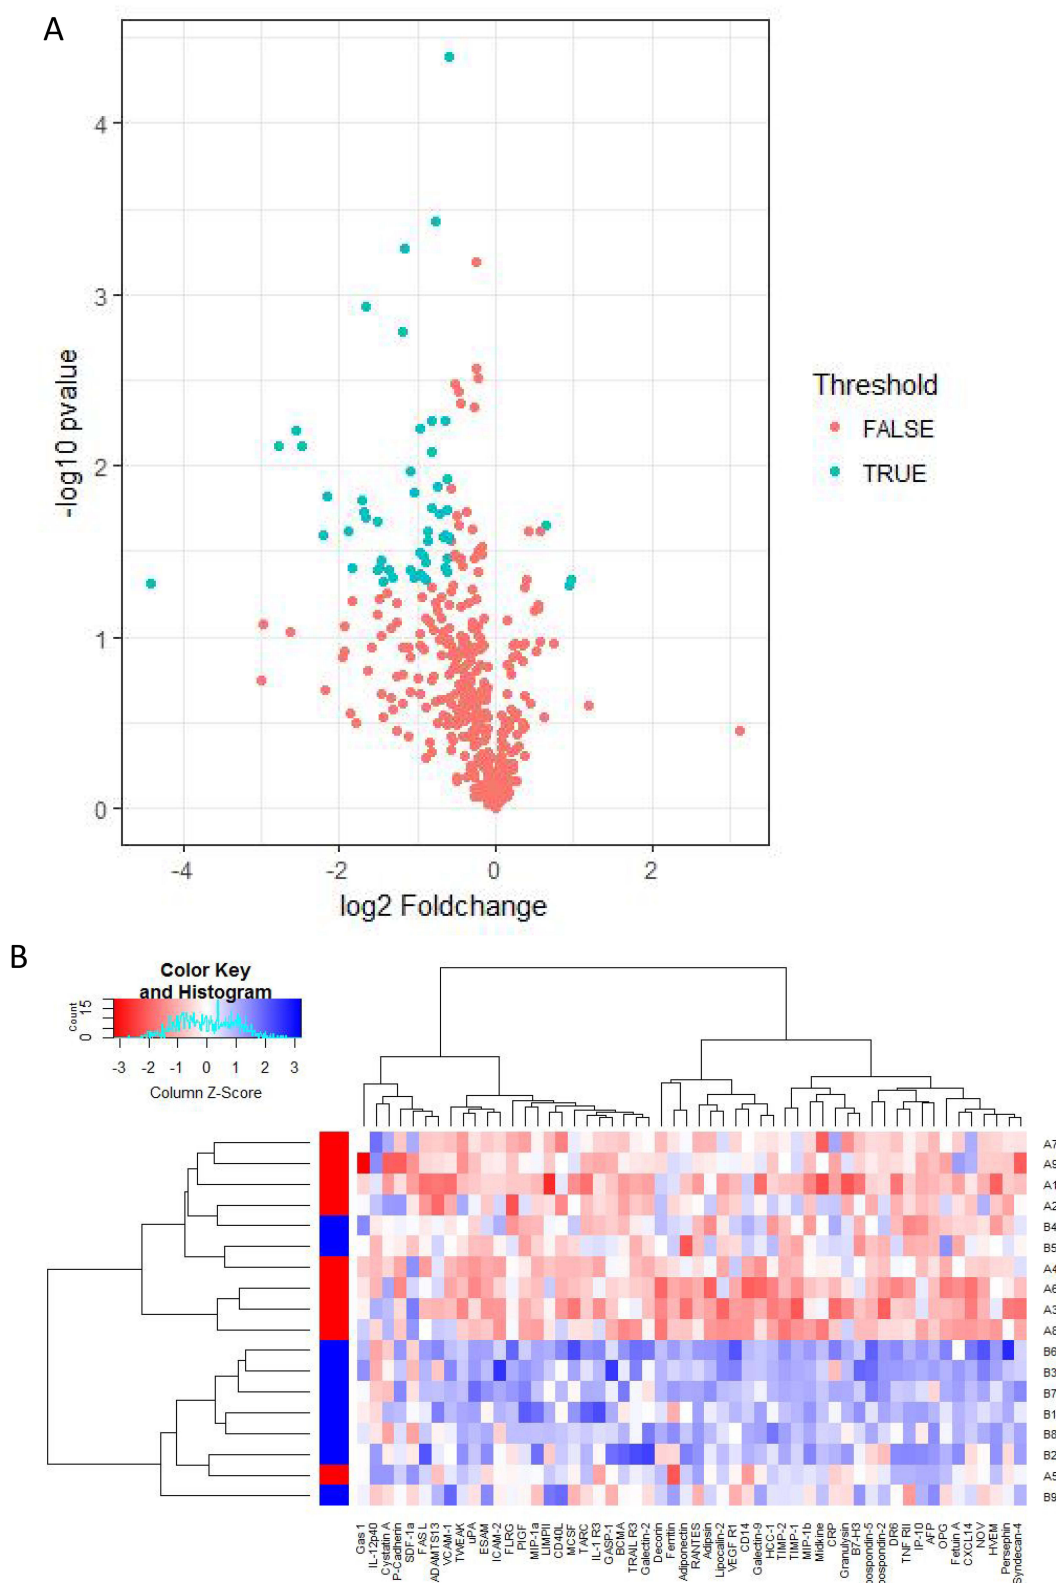 A
4
3
2
1
0
-log10 pvalue
-4
-2
0
2
log2 Foldchange
Threshold
FALSE
TRUE
B
Color Key
and Histogram
Count
0
15
-3
-2
-1
0
1
2
3
Column Z-Score
A7
A9
A1
A2
B4
B5
A4
A6
A3
A8
B6
B3
B7
B1
B8
B2
A5
B9
Gas 1
IL-12p40
Cystatin A
P-Cadherin
SDF-1a
FAS L
ADAMTS13
VCAM-1
TWEAK
uPA
ESAM
ICAM-2
FLRG
PIGF
MIP-1a
LIMPII
CD40L
MCSF
TARC
IL-1 R3
GASP-1
BCMA
TRAIL R3
Galectin-2
Decorin
Ferritin
Adiponectin
RANTES
Adipsin
Lipocalin-2
VEGF R1
CD14
Galectin-9
HCC-1
TIMP-2
TIMP-1
MIP-1b
Midkine
CRP
Granulysin
B7-H3
bospondin-5
bospondin-2
DR6
TNF RII
IP-10
AFP
OPG
Fetuin A
CXCL14
NOV
HVEM
Persephin
Syndecan-4